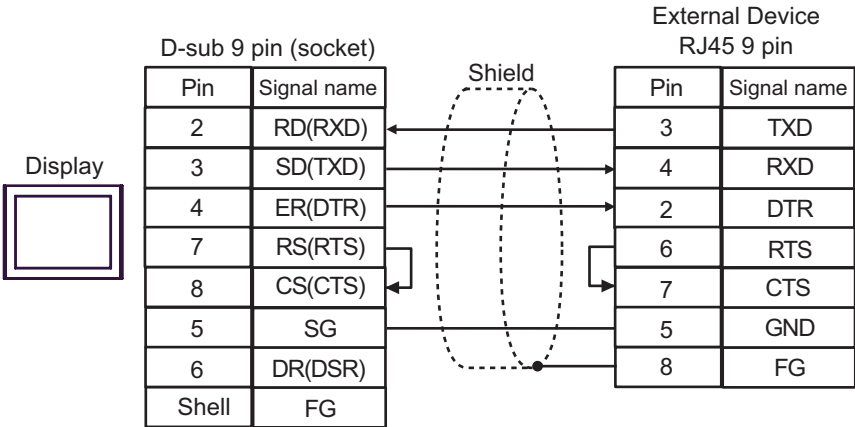 External Device
D-sub 9 pin (socket)
RJ45 9 pin
Shield
Display
Pin Signal name
2 RD(RXD)
3 SD(TXD)
4 ER(DTR)
7 RS(RTS)
8 CS(CTS)
5 SG
6 DR(DSR)
Shell FG
Pin Signal name
3 TXD
4 RXD
2 DTR
6 RTS
7 CTS
5 GND
8 FG